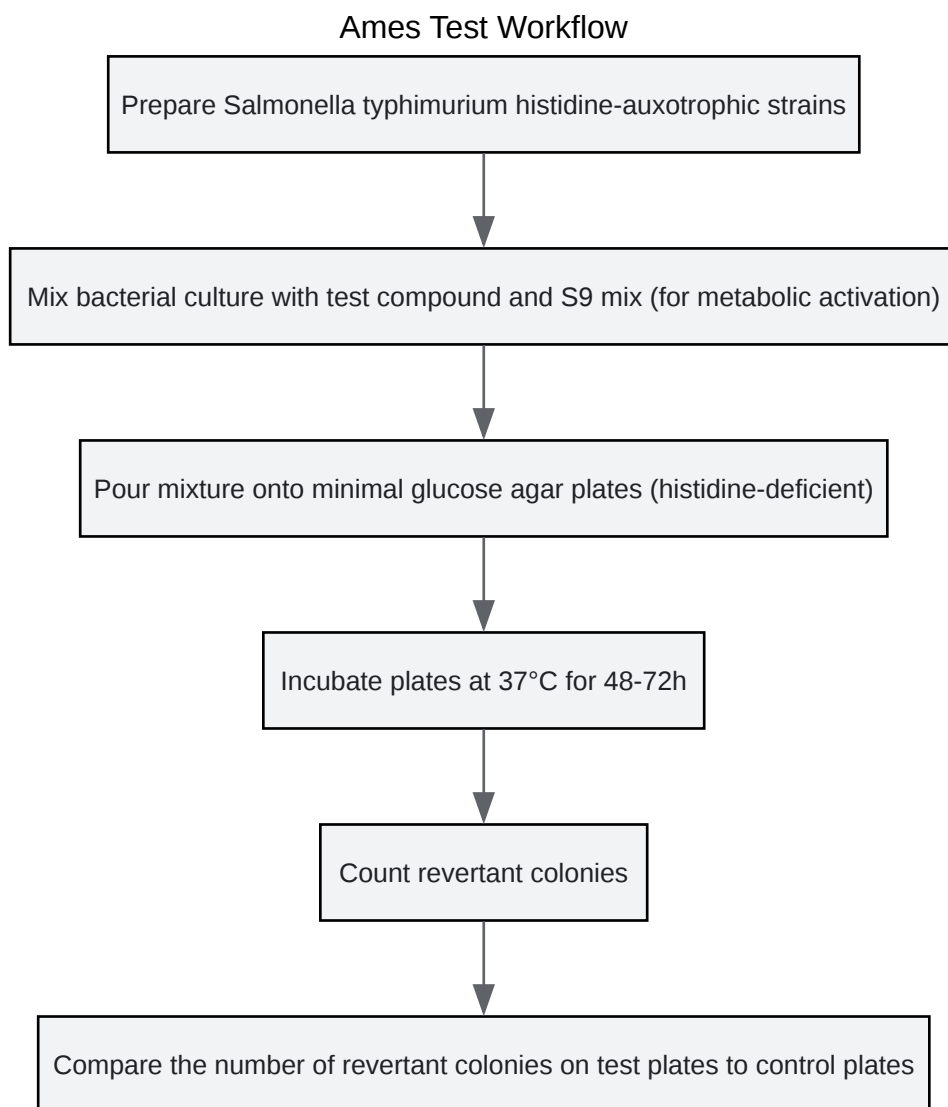 Ames Test Workflow
Prepare Salmonella typhimurium histidine-auxotrophic strains
Mix bacterial culture with test compound and S9 mix (for metabolic activation)
Pour mixture onto minimal glucose agar plates (histidine-deficient)
Incubate plates at 37°C for 48-72h
Count revertant colonies
Compare the number of revertant colonies on test plates to control plates